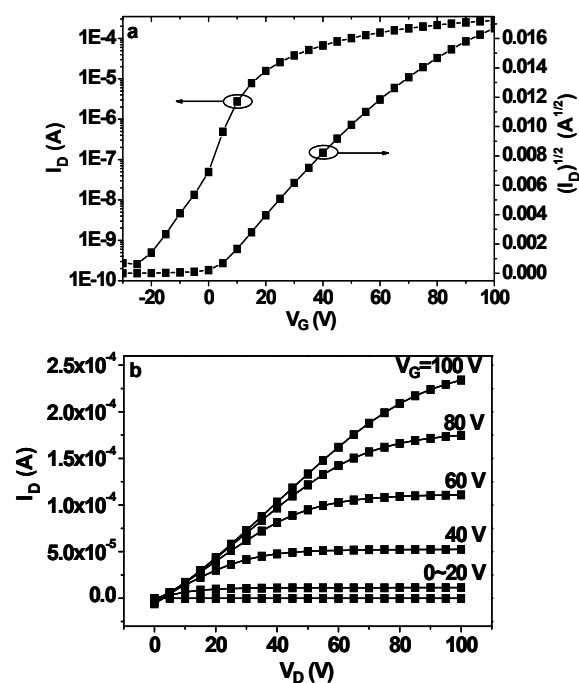 a
1E-4
1E-5
1E-6
1E-7
1E-8
1E-9
1E-10
I_D (A)
-20 0 20 40 60 80 100
V_G (V)
0.016
0.014
0.012
0.010
0.008
0.006
0.004
0.002
0.000
(I_D)^1/2 (A^1/2)
b
2.5x10^-4
2.0x10^-4
1.5x10^-4
1.0x10^-4
5.0x10^-5
0.0
I_D (A)
V_G=100 V
80 V
60 V
40 V
0~20 V
0 20 40 60 80 100
V_D (V)